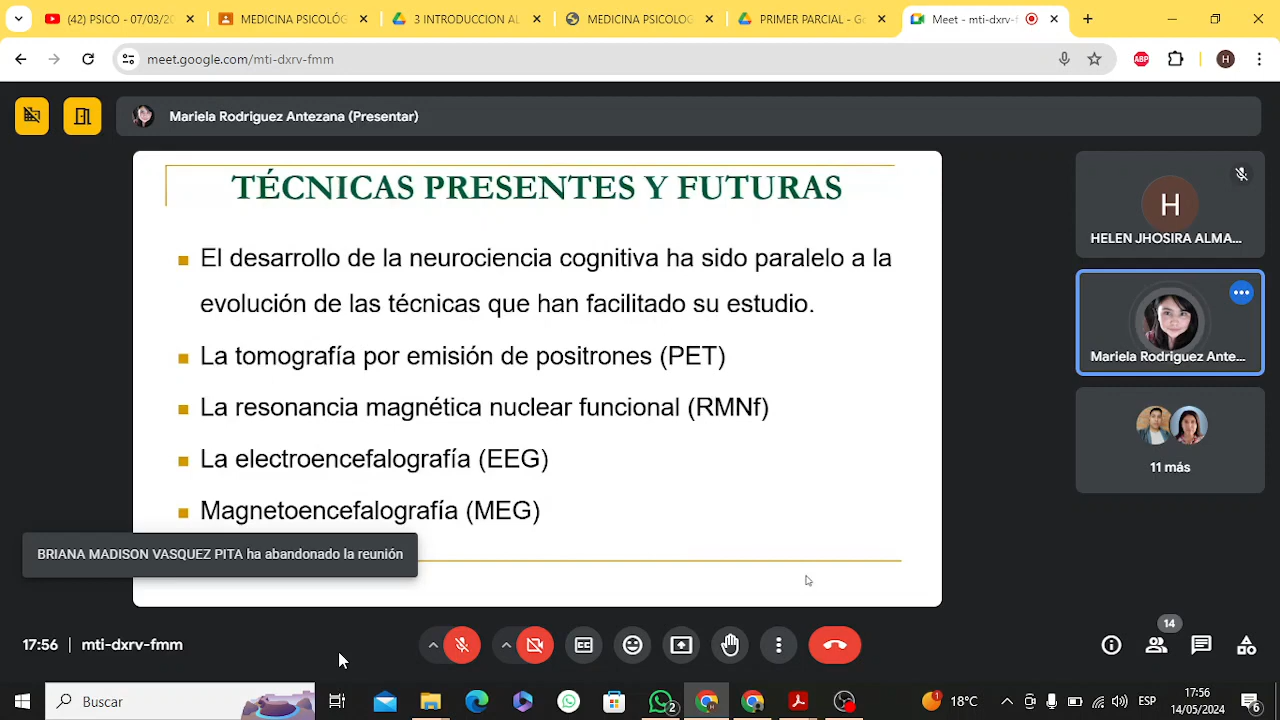 (42) PSICO - 07/03/20
MEDICINA PSICOLÓG
3 INTRODUCCION AL
MEDICINA PSICOLOG
PRIMER PARCIAL - Go
Meet - mti-dxrv-f
meet.google.com/mti-dxrv-fmm
ABP
H
Mariela Rodriguez Antezana (Presentar)
TÉCNICAS PRESENTES Y FUTURAS
El desarrollo de la neurociencia cognitiva ha sido paralelo a la
evolución de las técnicas que han facilitado su estudio.
La tomografía por emisión de positrones (PET)
La resonancia magnética nuclear funcional (RMNf)
La electroencefalografía (EEG)
Magnetoencefalografía (MEG)
H
HELEN JHOSIRA ALMA...
Mariela Rodriguez Ante...
11 más
BRIANA MADISON VASQUEZ PITA ha abandonado la reunión
17:56 | mti-dxrv-fmm
14
Buscar
2
1
18°C
ESP
17:56
14/05/2024
6